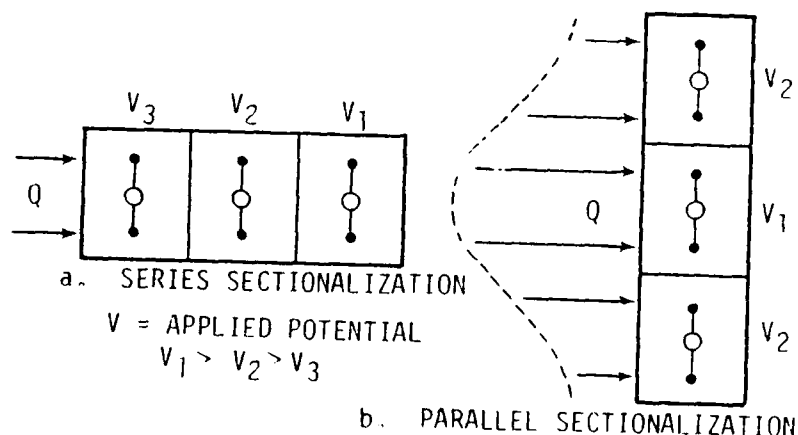 V3 V2 V1
Q
a. SERIES SECTIONALIZATION
V = APPLIED POTENTIAL
V1 > V2 > V3
V2
Q V1
V2
b. PARALLEL SECTIONALIZATION